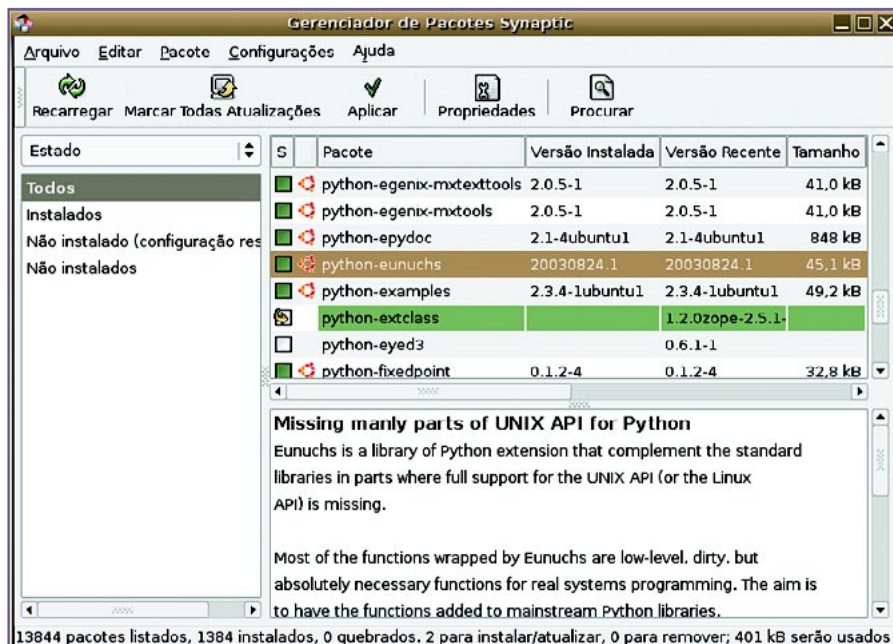 Gerenciador de Pacotes Synaptic
Arquivo Editar Pacote Configurações Ajuda
Recarregar Marcar Todas Atualizações Aplicar Propriedades Procurar
Estado
Todos
Instalados
Não instalado (configuração res
Não instalados
S Pacote Versão Instalada Versão Recente Tamanho
python-egenix-mxtexttools 2.0.5-1 2.0.5-1 41,0 kB
python-egenix-mxtools 2.0.5-1 2.0.5-1 41,0 kB
python-epydoc 2.1-4ubuntu1 2.1-4ubuntu1 848 kB
python-eunuchs 20030824.1 20030824.1 45,1 kB
python-examples 2.3.4-1ubuntu1 2.3.4-1ubuntu1 49,2 kB
python-extclass 1.2.0zope-2.5.1-
python-eyed3 0.6.1-1
python-fixedpoint 0.1.2-4 0.1.2-4 32,8 kB
Missing manly parts of UNIX API for Python
Eunuchs is a library of Python extension that complement the standard
libraries in parts where full support for the UNIX API (or the Linux
API) is missing.
Most of the functions wrapped by Eunuchs are low-level, dirty, but
absolutely necessary functions for real systems programming. The aim is
to have the functions added to mainstream Python libraries.
13844 pacotes listados, 1384 instalados, 0 quebrados. 2 para instalar/atualizar, 0 para remover; 401 kB serão usados